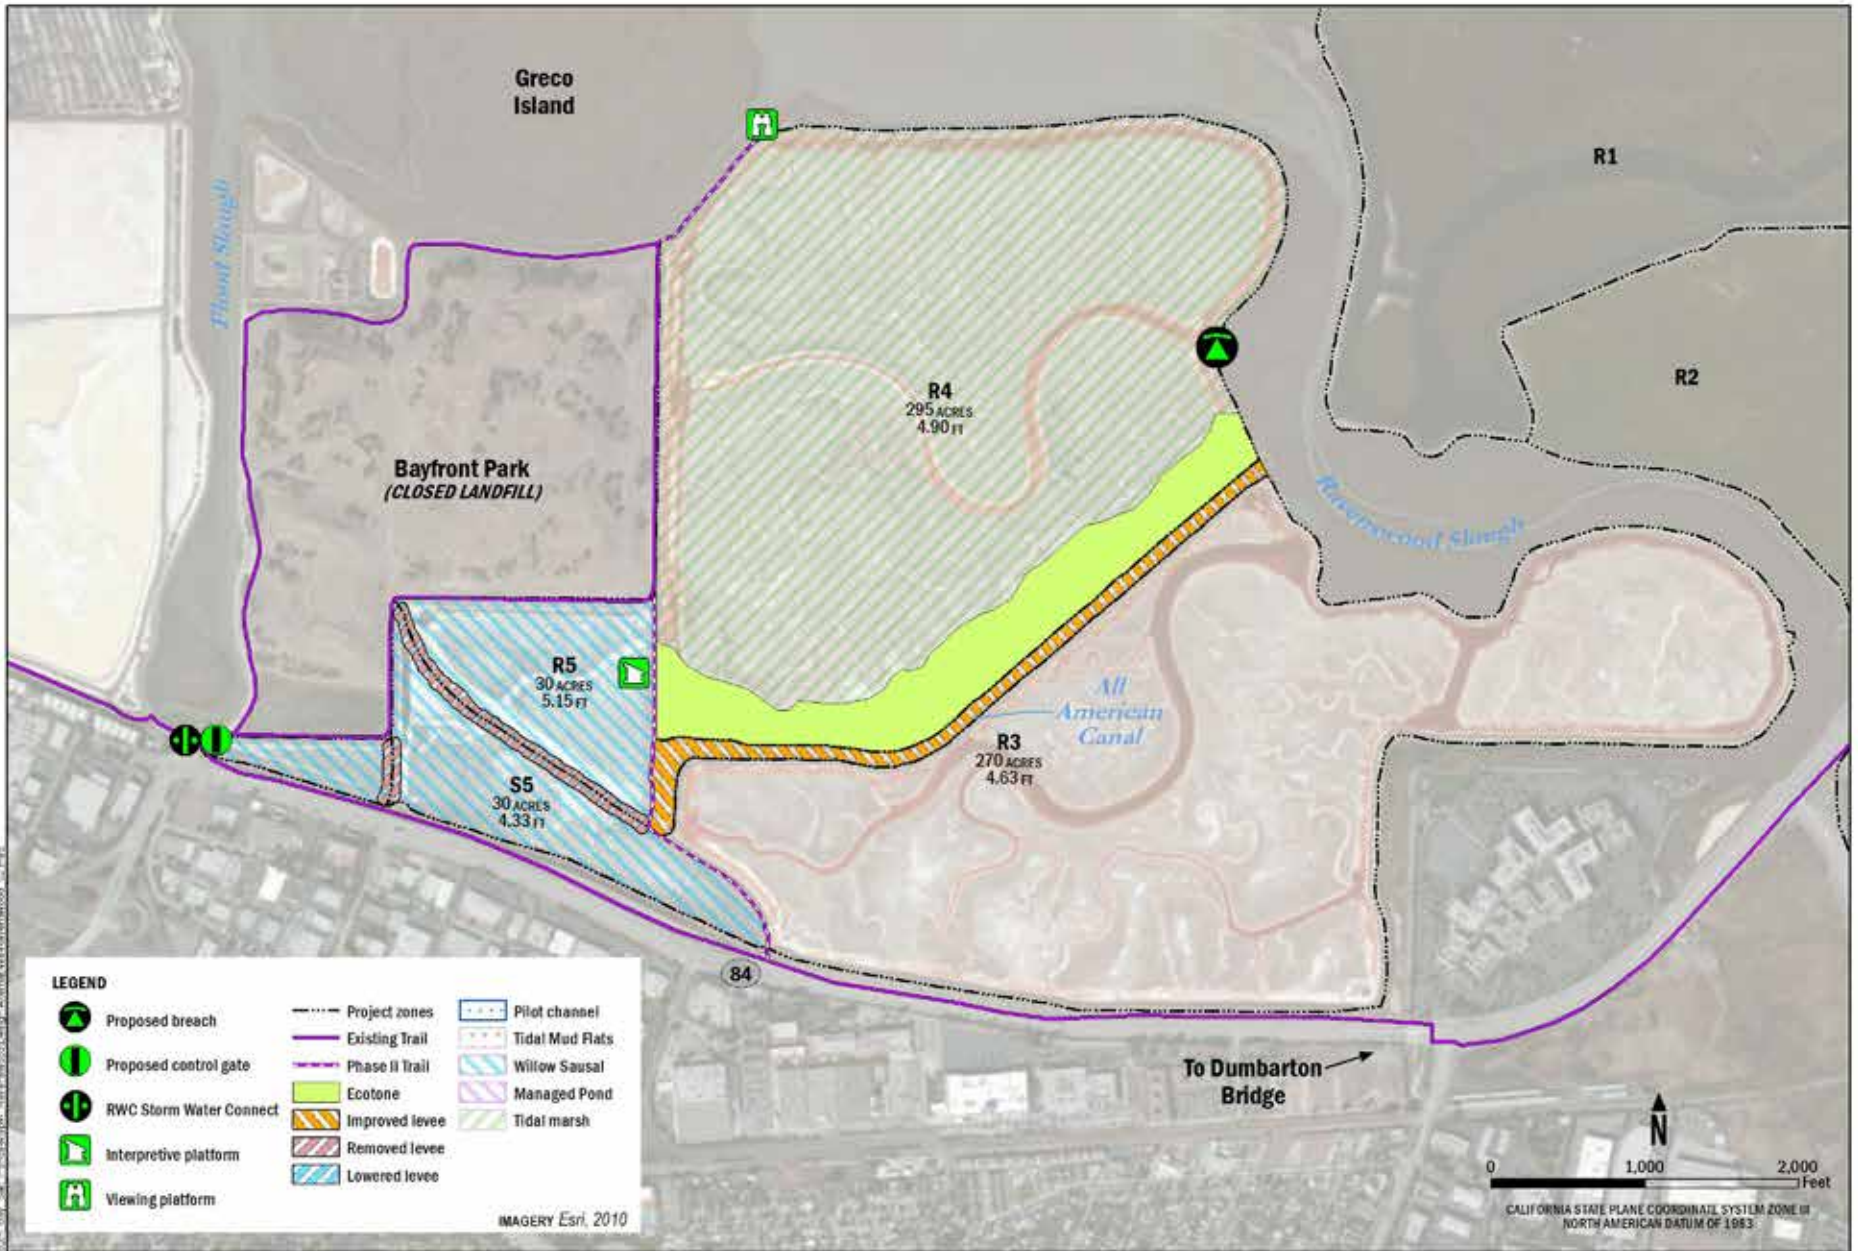 Greco
Island
R1
Flood Slough
R2
R4
295 ACRES
4.90 FT
Bayfront Park
(CLOSED LANDFILL)
Ravenswood Slough
R5
30 ACRES
5.15 FT
All
American
Canal
R3
270 ACRES
4.63 FT
S5
30 ACRES
4.33 FT
84
To Dumbarton
Bridge
LEGEND
Proposed breach
Proposed control gate
RWC Storm Water Connect
Interpretive platform
Viewing platform
Project zones
Existing Trail
Phase II Trail
Ecotone
Improved levee
Removed levee
Lowered levee
Pilot channel
Tidal Mud Flats
Willow Sausal
Managed Pond
Tidal marsh
IMAGERY Esri, 2010
N
0 1,000 2,000
Feet
CALIFORNIA STATE PLANE COORDINATE SYSTEM ZONE III
NORTH AMERICAN DATUM OF 1983